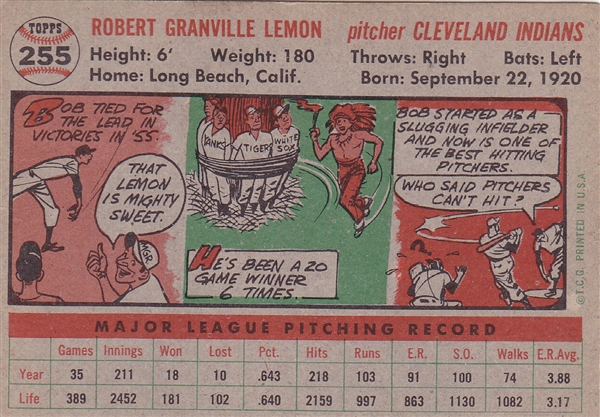 TOPPS
255
ROBERT GRANVILLE LEMON
pitcher CLEVELAND INDIANS
Height: 6' Weight: 180
Throws: Right Bats: Left
Home: Long Beach, Calif.
Born: September 22, 1920
BOB TIED FOR
THE LEAD IN
VICTORIES IN '55.
THAT
LEMON
IS MIGHTY
SWEET.
MGR
YANKS
TIGERS
WHITE
SOX
HE'S BEEN A 20
GAME WINNER
6 TIMES.
BOB STARTED AS A
SLUGGING INFIELDER
AND NOW IS ONE OF
THE BEST HITTING
PITCHERS.
WHO SAID PITCHERS
CAN'T HIT?
?
©T.C.G. PRINTED IN U.S.A.
MAJOR LEAGUE PITCHING RECORD
Games Innings Won Lost Pct. Hits Runs E.R. S.O. Walks E.R.Avg.
Year 35 211 18 10 .643 218 103 91 100 74 3.88
Life 389 2452 181 102 .640 2159 997 863 1130 1082 3.17